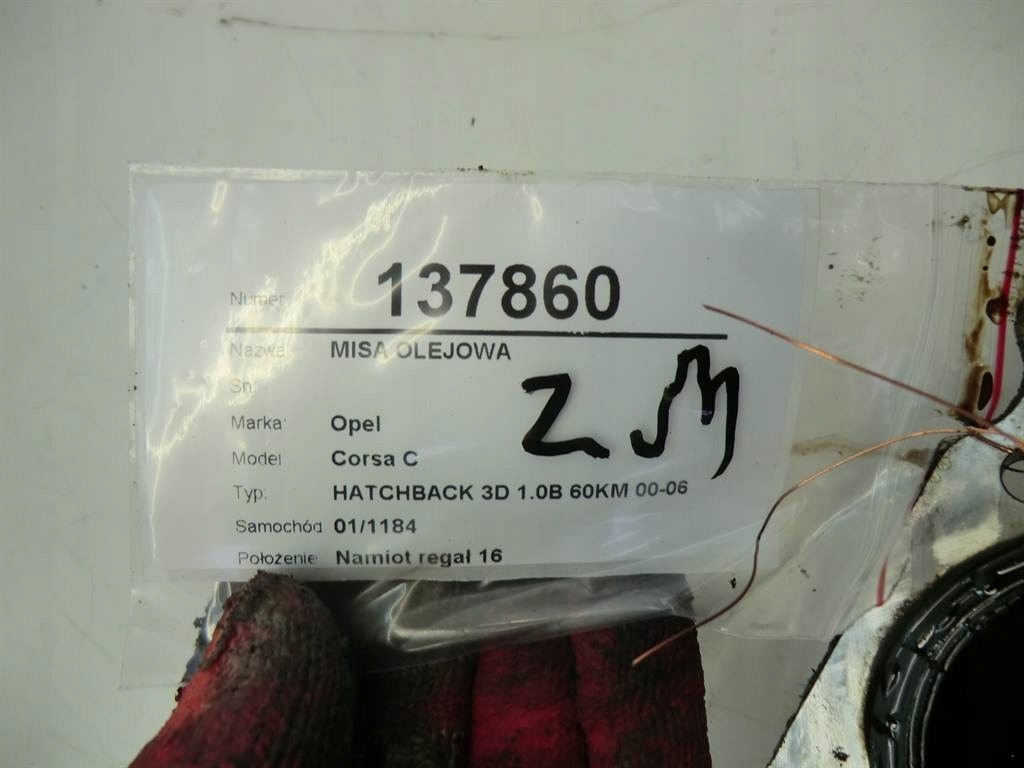 Numer: 137860
Nazwa: MISA OLEJOWA
Sn:
Marka: Opel
Model Corsa C
Typ: HATCHBACK 3D 1.0B 60KM 00-06
Samochód 01/1184
Położenie Namiot regał 16